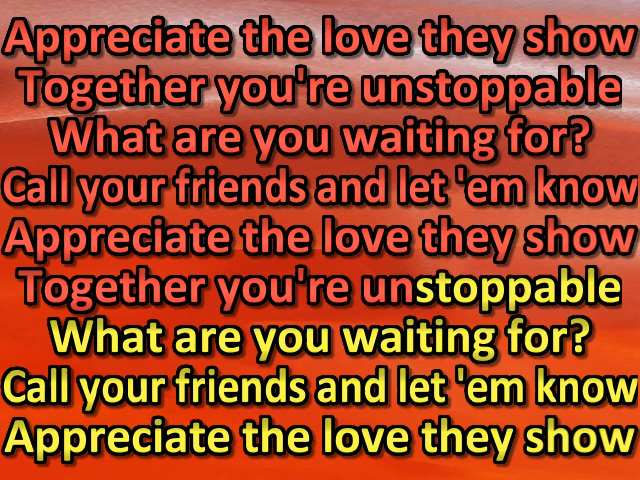 Appreciate the love they show
Together you're unstoppable
What are you waiting for?
Call your friends and let 'em know
Appreciate the love they show
Together you're unstoppable
What are you waiting for?
Call your friends and let 'em know
Appreciate the love they show